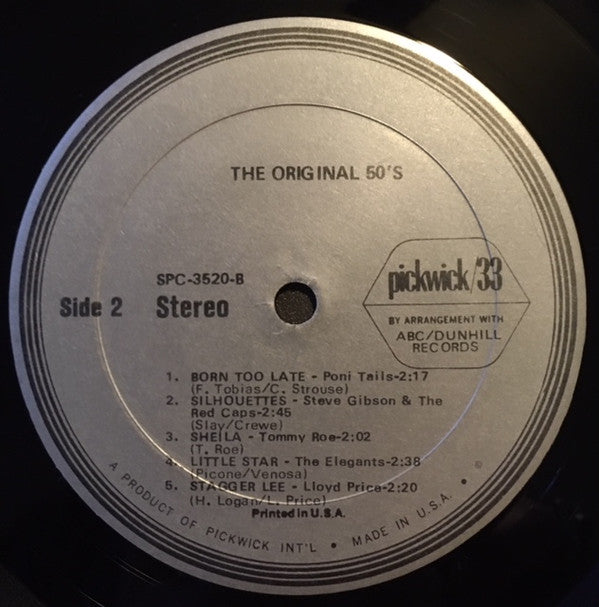 THE ORIGINAL 50'S
SPC-3520-B
Side 2 Stereo
pickwick/33
BY ARRANGEMENT WITH
ABC/DUNHILL
RECORDS
1. BORN TOO LATE - Poni Tails-2:17
(F. Tobias/C. Strouse)
2. SILHOUETTES - Steve Gibson & The
Red Caps-2:45
(Slay/Crewe)
3. SHEILA - Tommy Roe-2:02
(T. Roe)
4. LITTLE STAR - The Elegants-2:38
(Picone/Venosa)
5. STAGGER LEE - Lloyd Price-2:20
(H. Logan/L. Price)
Printed in U.S.A.
A PRODUCT OF PICKWICK INT'L • MADE IN U.S.A. •